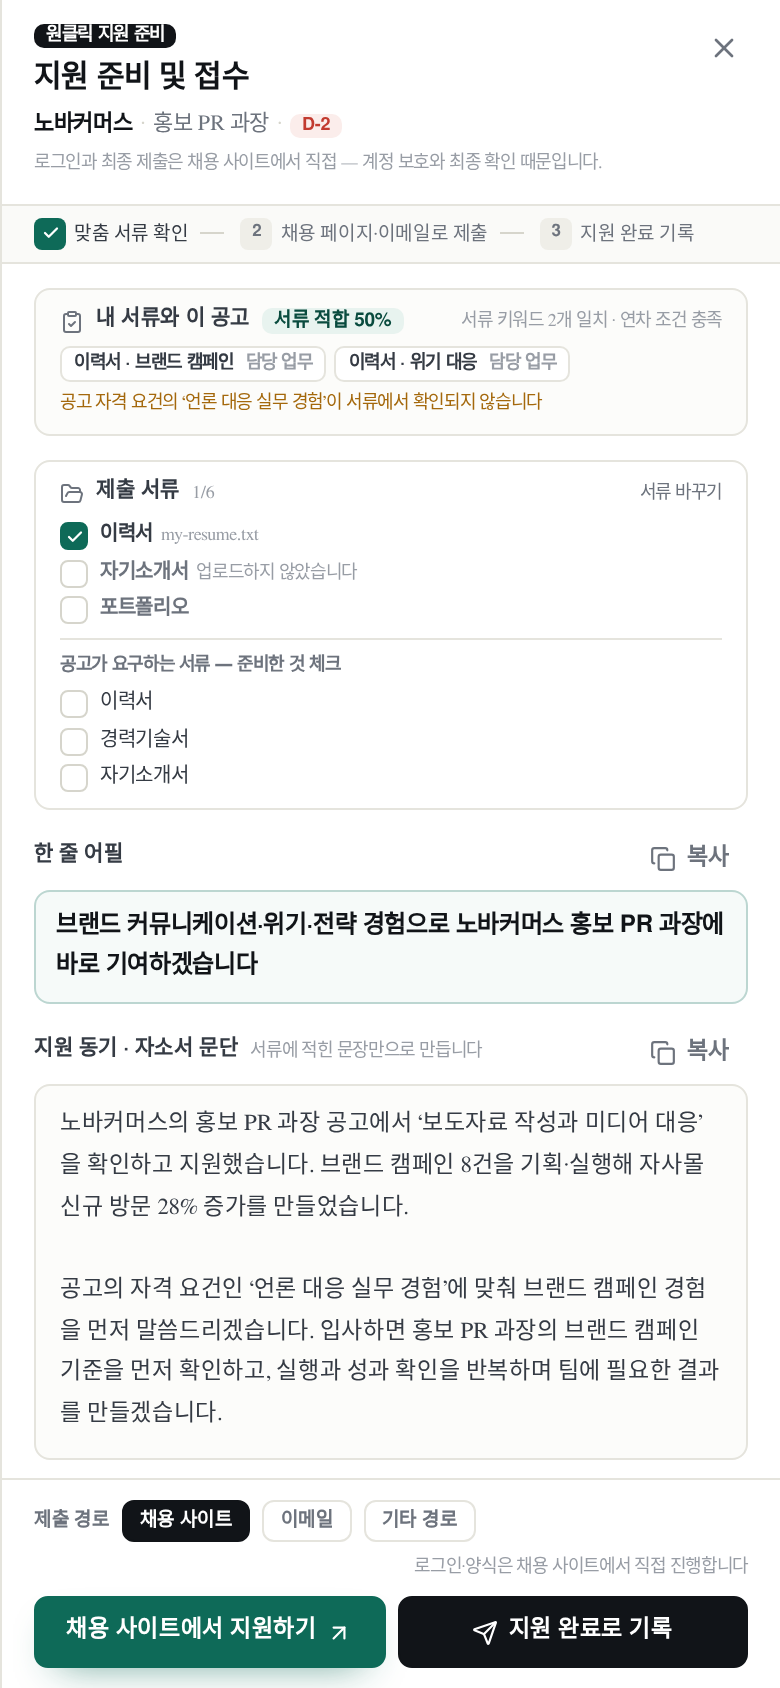 원클릭 지원 준비
지원 준비 및 접수
노바커머스 · 홍보 PR 과장 · D-2
로그인과 최종 제출은 채용 사이트에서 직접 — 계정 보호와 최종 확인 때문입니다.
맞춤 서류 확인 — 2 채용 페이지·이메일로 제출 — 3 지원 완료 기록
내 서류와 이 공고 서류 적합 50% 서류 키워드 2개 일치 · 연차 조건 충족
이력서 · 브랜드 캠페인 담당 업무 이력서 · 위기 대응 담당 업무
공고 자격 요건의 ‘언론 대응 실무 경험’이 서류에서 확인되지 않습니다
제출 서류 1/6 서류 바꾸기
이력서 my-resume.txt
자기소개서 업로드하지 않았습니다
포트폴리오
공고가 요구하는 서류 — 준비한 것 체크
이력서
경력기술서
자기소개서
한 줄 어필 복사
브랜드 커뮤니케이션·위기·전략 경험으로 노바커머스 홍보 PR 과장에
바로 기여하겠습니다
지원 동기 · 자소서 문단 서류에 적힌 문장만으로 만듭니다 복사
노바커머스의 홍보 PR 과장 공고에서 ‘보도자료 작성과 미디어 대응’
을 확인하고 지원했습니다. 브랜드 캠페인 8건을 기획·실행해 자사몰
신규 방문 28% 증가를 만들었습니다.
공고의 자격 요건인 ‘언론 대응 실무 경험’에 맞춰 브랜드 캠페인 경험
을 먼저 말씀드리겠습니다. 입사하면 홍보 PR 과장의 브랜드 캠페인
기준을 먼저 확인하고, 실행과 성과 확인을 반복하며 팀에 필요한 결과
를 만들겠습니다.
제출 경로 채용 사이트 이메일 기타 경로
로그인·양식은 채용 사이트에서 직접 진행합니다
채용 사이트에서 지원하기 지원 완료로 기록